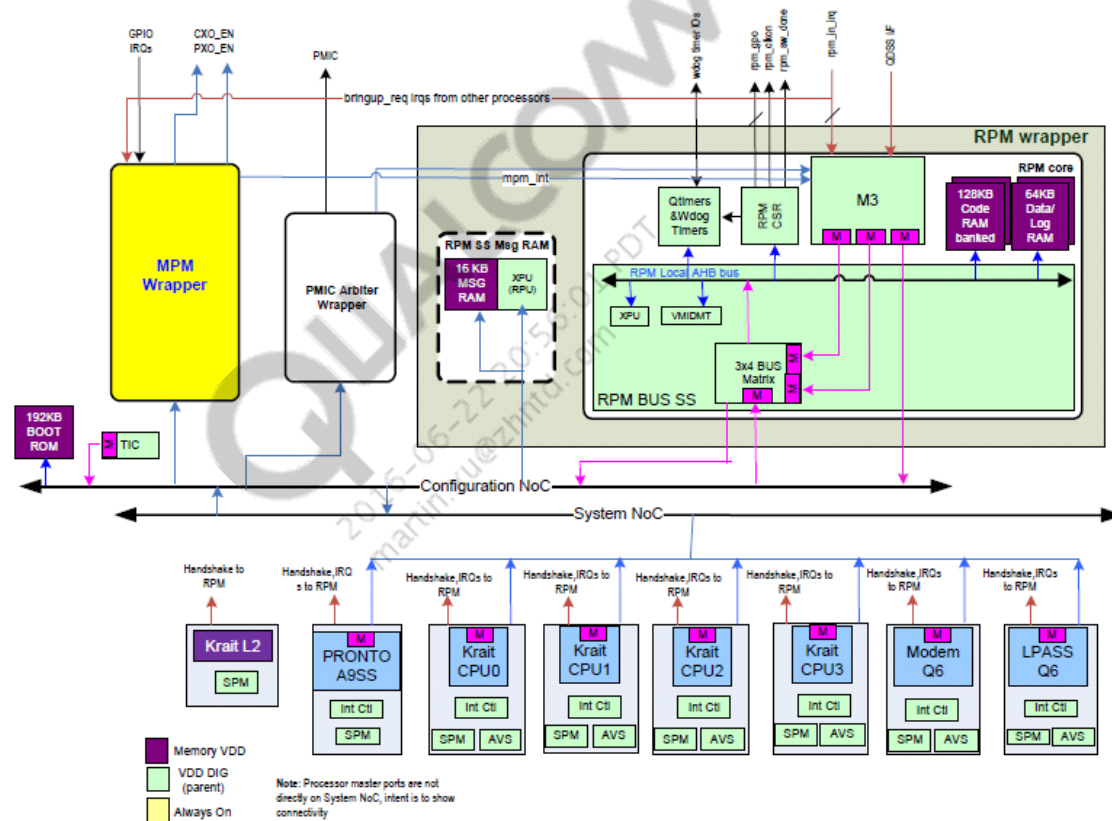 GPIO
IRQs
CXO_EN
PXO_EN
PMIC
wdog timer IOs
rpm_gpo
rpm_clkon
rpm_sw_done
rpm_in_irq
QDSS I/F
bringup_req irqs from other processors
RPM wrapper
mpm_int
MPM
Wrapper
PMIC Arbiter
Wrapper
RPM SS Msg RAM
16 KB
MSG
RAM
XPU
(RPU)
Qtimers
&Wdog
Timers
RPM
CSR
M3
M
M
M
RPM core
128KB
Code
RAM
banked
64KB
Data/
Log
RAM
RPM Local AHB bus
XPU
VMIDMT
3x4 BUS
Matrix
M
M
M
RPM BUS SS
192KB
BOOT
ROM
M
TIC
Configuration NoC
System NoC
Handshake to
RPM
Handshake,IRQ
s to RPM
Handshake,IRQs to
RPM
Handshake,IRQs to
RPM
Handshake,IRQs to
RPM
Handshake,IRQs to
RPM
Handshake,IRQs
to RPM
Handshake,IRQs
to RPM
Krait L2
SPM
M
PRONTO
A9SS
Int Ctl
SPM
M
Krait
CPU0
Int Ctl
SPM
AVS
M
Krait
CPU1
Int Ctl
SPM
AVS
M
Krait
CPU2
Int Ctl
SPM
AVS
M
Krait
CPU3
Int Ctl
SPM
AVS
M
Modem
Q6
Int Ctl
SPM
AVS
M
LPASS
Q6
Int Ctl
SPM
AVS
Memory VDD
VDD DIG
(parent)
Always On
Note: Processor master ports are not
directly on System NoC, intent is to show
connectivity
QUALCOM
2016-06-22 20:56:01 PDT